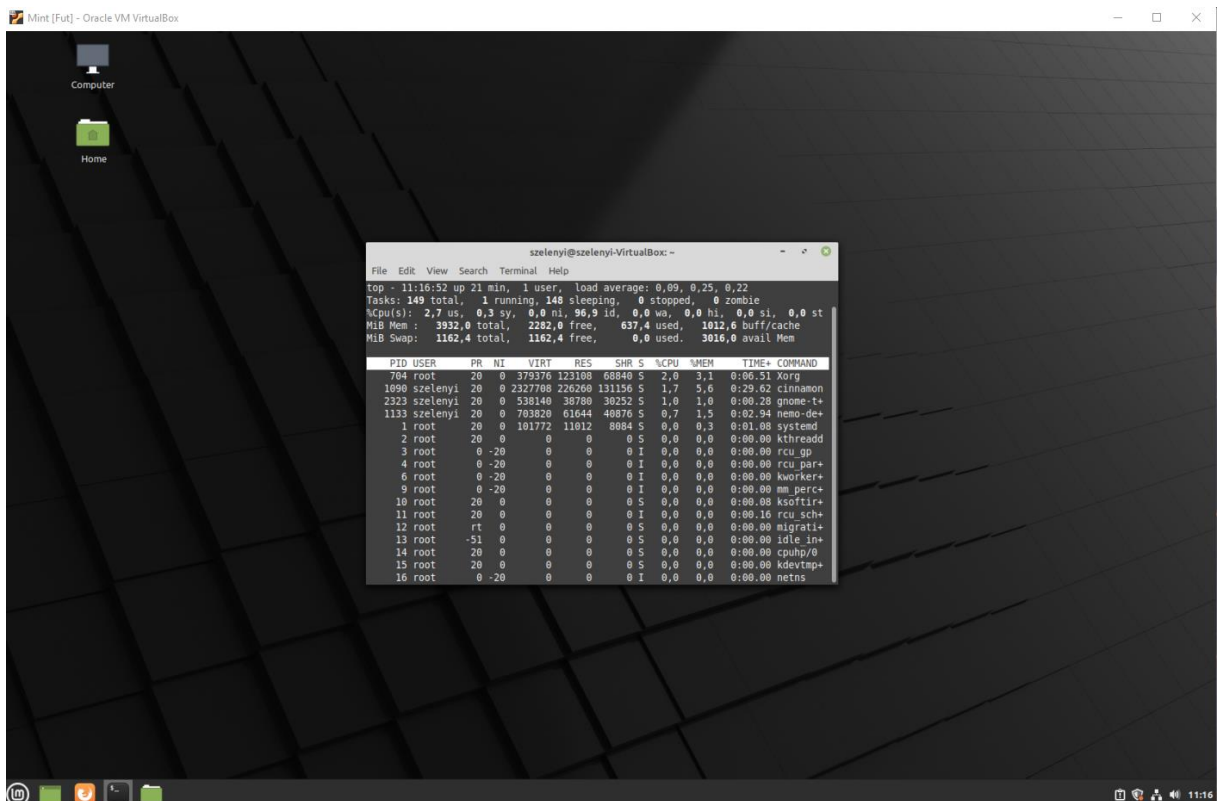 Mint [Fut] - Oracle VM VirtualBox
Computer
Home
szelenyi@szelenyi-VirtualBox: ~
File Edit View Search Terminal Help
top - 11:16:52 up 21 min, 1 user, load average: 0,09, 0,25, 0,22
Tasks: 149 total, 1 running, 148 sleeping, 0 stopped, 0 zombie
%Cpu(s): 2,7 us, 0,3 sy, 0,0 ni, 96,9 id, 0,0 wa, 0,0 hi, 0,0 si, 0,0 st
MiB Mem : 3932,0 total, 2282,0 free, 637,4 used, 1012,6 buff/cache
MiB Swap: 1162,4 total, 1162,4 free, 0,0 used. 3016,0 avail Mem
PID USER PR NI VIRT RES SHR S %CPU %MEM TIME+ COMMAND
704 root 20 0 379376 123108 68840 S 2,0 3,1 0:06.51 Xorg
1090 szelenyi 20 0 2327708 226260 131156 S 1,7 5,6 0:29.62 cinnamon
2323 szelenyi 20 0 538140 38780 30252 S 1,0 1,0 0:00.28 gnome-t+
1133 szelenyi 20 0 703820 61644 40876 S 0,7 1,5 0:02.94 nemo-de+
1 root 20 0 101772 11012 8084 S 0,0 0,3 0:01.08 systemd
2 root 20 0 0 0 0 S 0,0 0,0 0:00.00 kthreadd
3 root 0 -20 0 0 0 I 0,0 0,0 0:00.00 rcu_gp
4 root 0 -20 0 0 0 I 0,0 0,0 0:00.00 rcu_par+
6 root 0 -20 0 0 0 I 0,0 0,0 0:00.00 kworker+
9 root 0 -20 0 0 0 I 0,0 0,0 0:00.00 mm_perc+
10 root 20 0 0 0 0 S 0,0 0,0 0:00.08 ksoftir+
11 root 20 0 0 0 0 I 0,0 0,0 0:00.16 rcu_sch+
12 root rt 0 0 0 0 S 0,0 0,0 0:00.00 migrati+
13 root -51 0 0 0 0 S 0,0 0,0 0:00.00 idle_in+
14 root 20 0 0 0 0 S 0,0 0,0 0:00.00 cpuhp/0
15 root 20 0 0 0 0 S 0,0 0,0 0:00.00 kdevtmp+
16 root 0 -20 0 0 0 I 0,0 0,0 0:00.00 netns
11:16